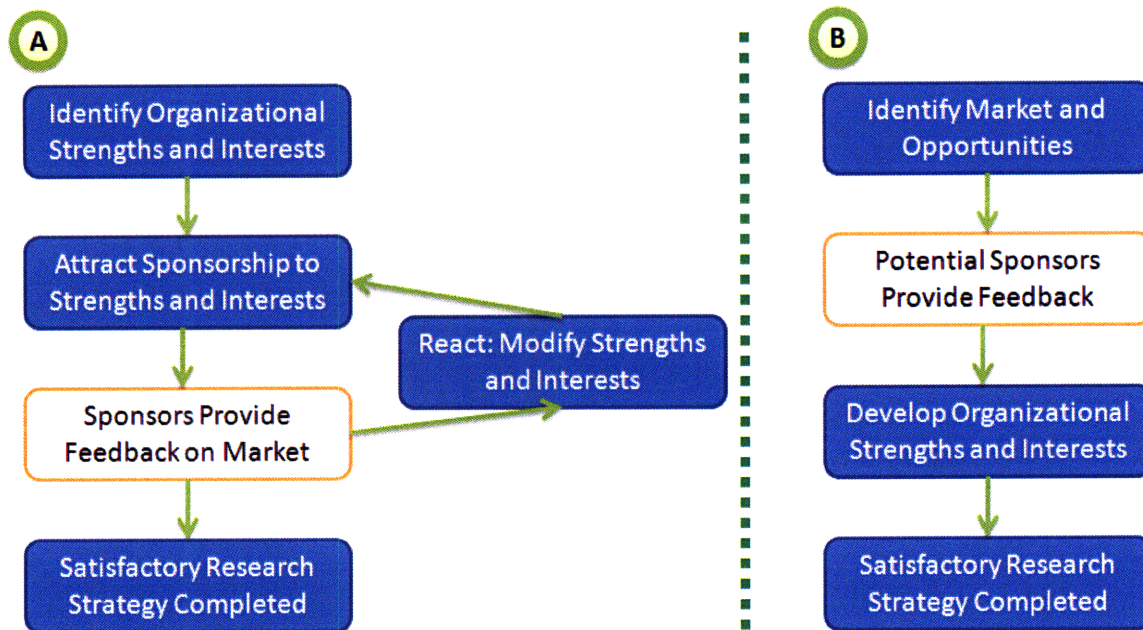 A
Identify Organizational
Strengths and Interests
Attract Sponsorship to
Strengths and Interests
React: Modify Strengths
and Interests
Sponsors Provide
Feedback on Market
Satisfactory Research
Strategy Completed
B
Identify Market and
Opportunities
Potential Sponsors
Provide Feedback
Develop Organizational
Strengths and Interests
Satisfactory Research
Strategy Completed